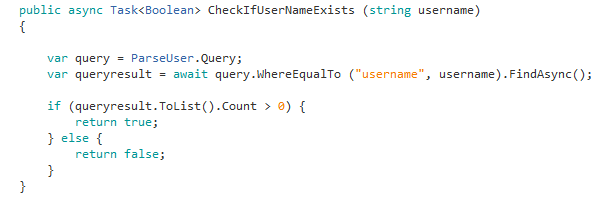 public async Task<Boolean> CheckIfUserNameExists (string username)
{
var query = ParseUser.Query;
var queryresult = await query.WhereEqualTo ("username", username).FindAsync();
if (queryresult.ToList().Count > 0) {
return true;
} else {
return false;
}
}